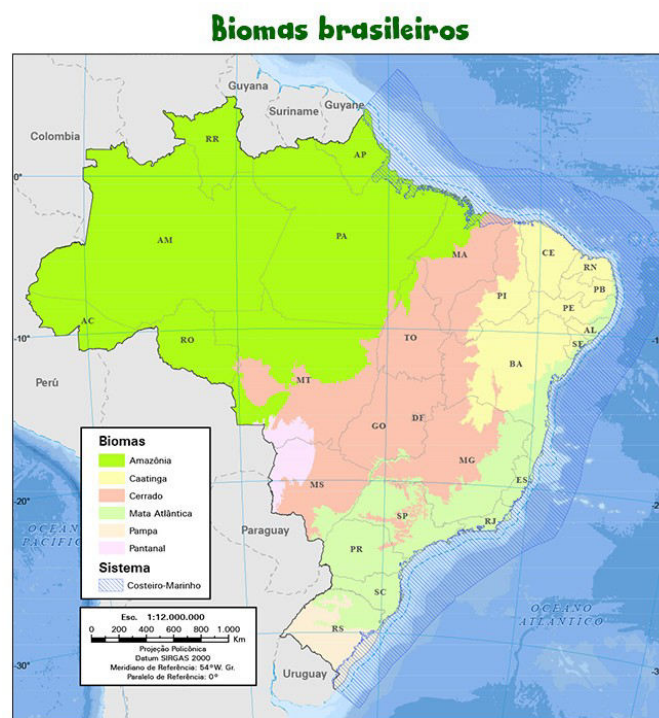 Biomas brasileiros
Guyana
Suriname
Guyane
Colombia
RR
AP
0°
AM
PA
MA
CE
RN
PB
PI
PE
AC
AL
TO
SE
RO
-10°
BA
MT
Perú
DF
GO
Biomas
Amazônia
Caatinga
Cerrado
Mata Atlântica
Pampa
Pantanal
Sistema
Costeiro-Marinho
MG
MS
ES
-20°
SP
RJ
OCEANO
PACÍFICO
Paraguay
PR
SC
OCEANO
ATLÂNTICO
Esc. 1:12.000.000
0 200 400 600 800 1.000
Km
Projeção Policônica
Datum SIRGAS 2000
Meridiano de Referência: 54°W. Gr.
Paralelo de Referência: 0°
RS
-30°
Uruguay